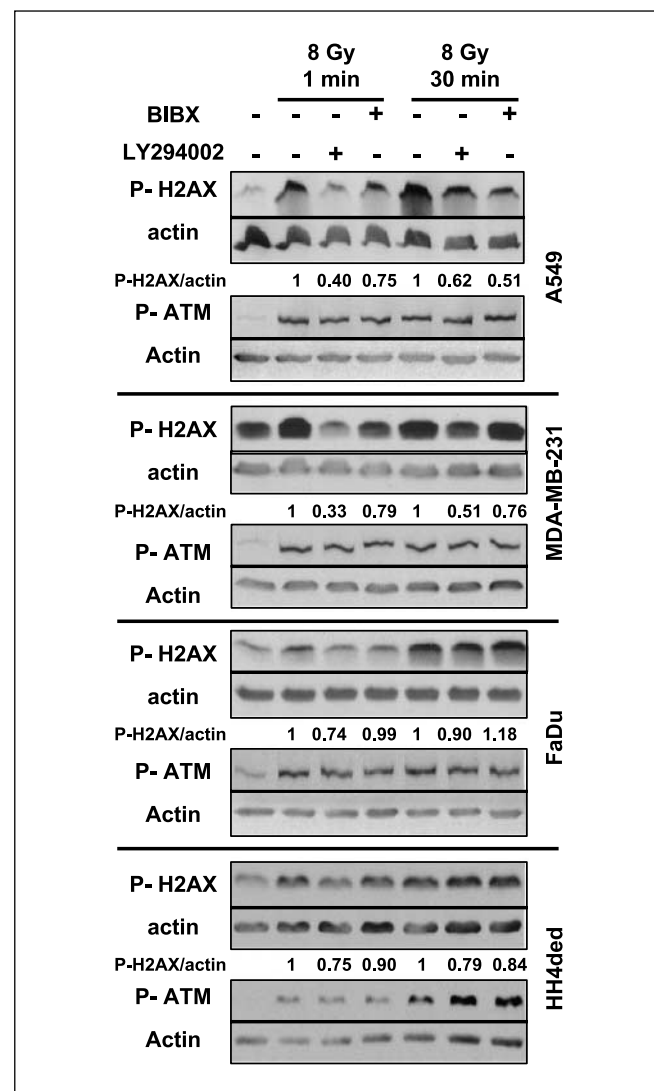 8 Gy 8 Gy
1 min 30 min
BIBX - - - + - - +
LY294002 - - + - - + -
P- H2AX
actin
P-H2AX/actin 1 0.40 0.75 1 0.62 0.51
P- ATM
Actin
A549
P- H2AX
actin
P-H2AX/actin 1 0.33 0.79 1 0.51 0.76
P- ATM
Actin
MDA-MB-231
P- H2AX
actin
P-H2AX/actin 1 0.74 0.99 1 0.90 1.18
P- ATM
Actin
FaDu
P- H2AX
actin
P-H2AX/actin 1 0.75 0.90 1 0.79 0.84
P- ATM
Actin
HH4ded